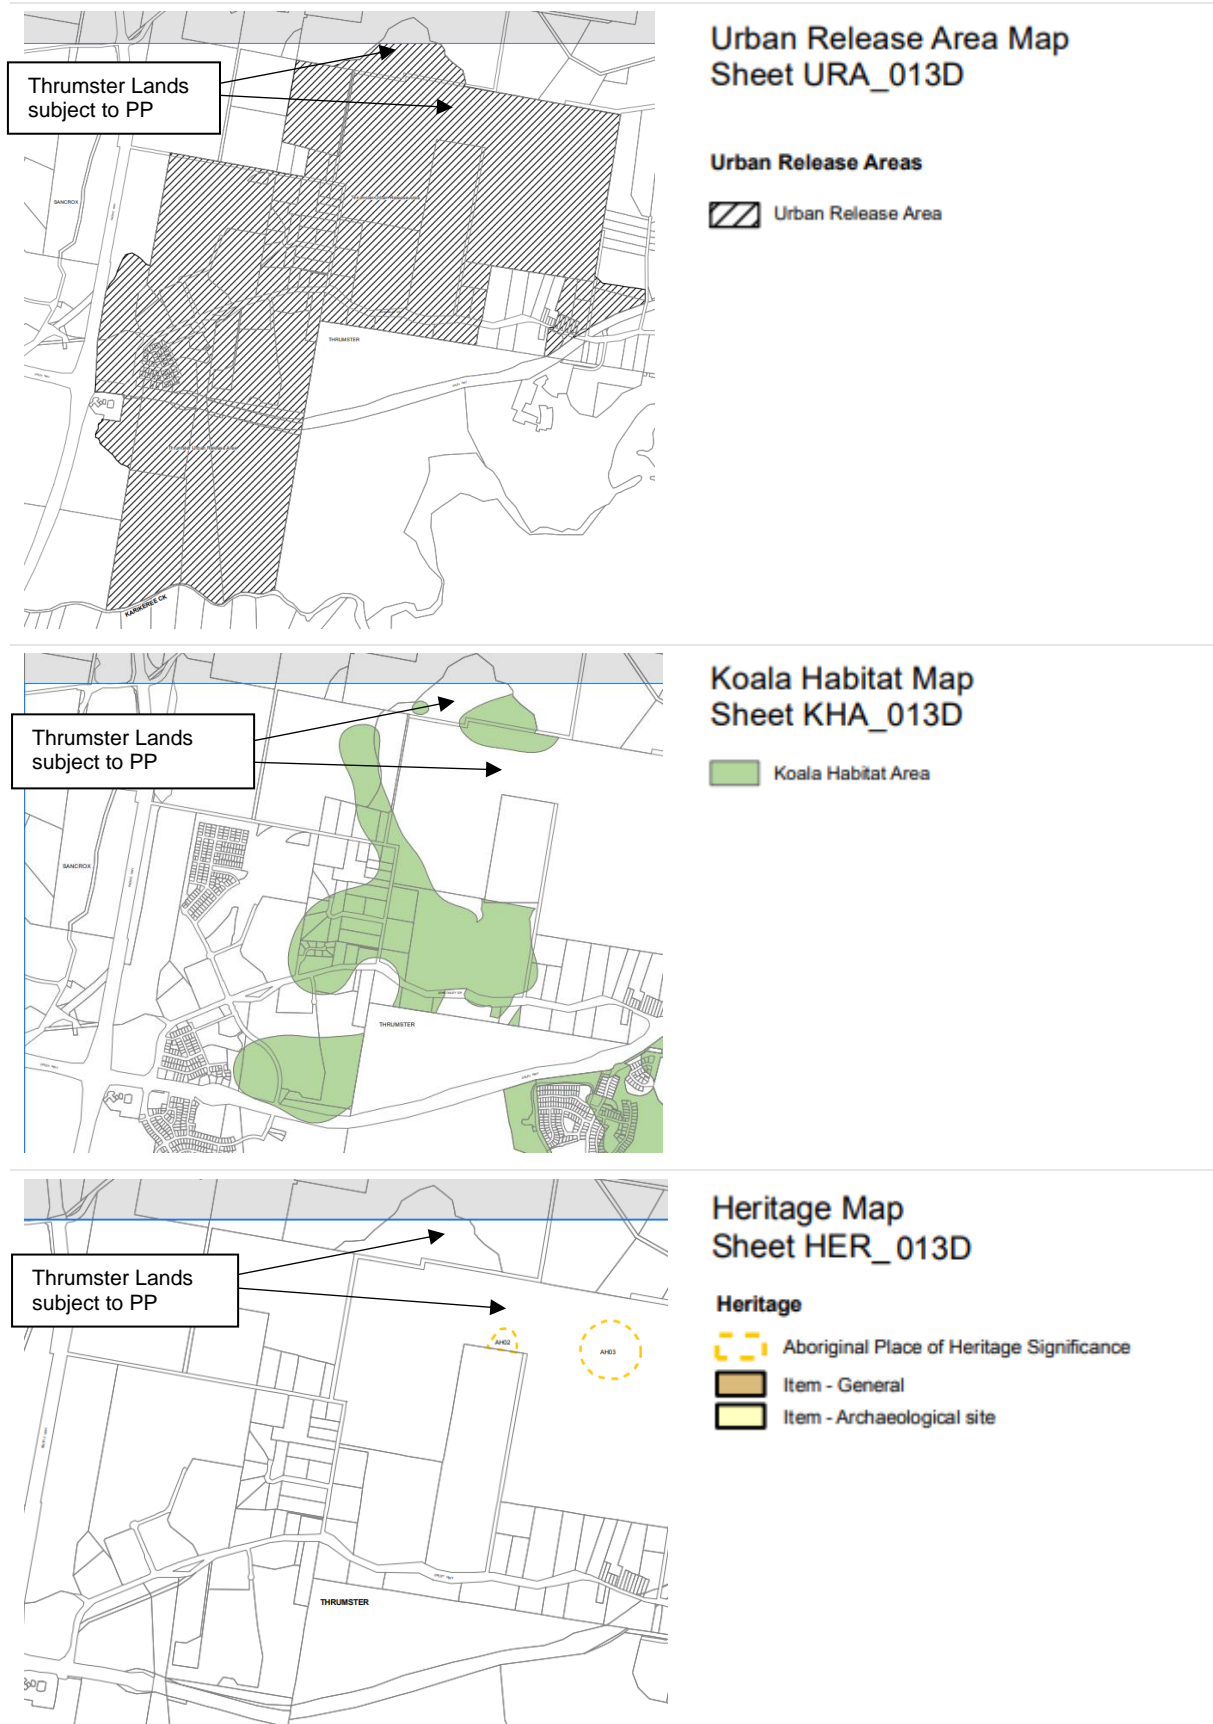 Urban Release Area Map
Sheet URA_013D
Thrumster Lands
subject to PP
Urban Release Areas
Urban Release Area
SANCROX
THRUMSTER
KARIKEREE CK
Koala Habitat Map
Sheet KHA_013D
Thrumster Lands
subject to PP
Koala Habitat Area
SANCROX
THRUMSTER
Heritage Map
Sheet HER_ 013D
Thrumster Lands
subject to PP
Heritage
Aboriginal Place of Heritage Significance
Item - General
Item - Archaeological site
AH02
AH03
THRUMSTER